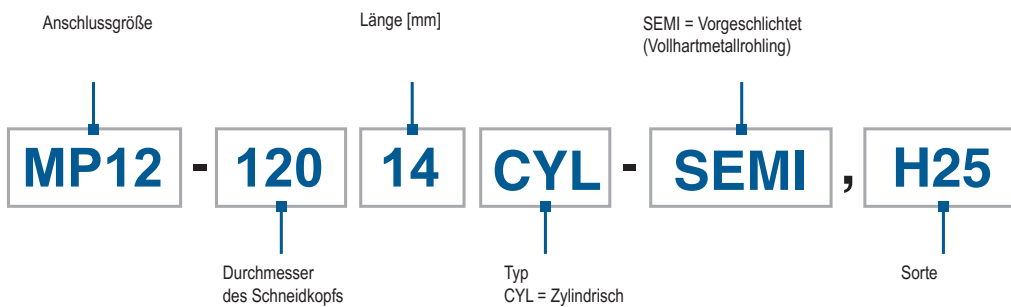 Anschlussgröße
Länge [mm]
SEMI = Vorgeschlichtet
(Vollhartmetallrohling)
MP12 - 120 14 CYL - SEMI , H25
Durchmesser
des Schneidkopfs
Typ
CYL = Zylindrisch
Sorte